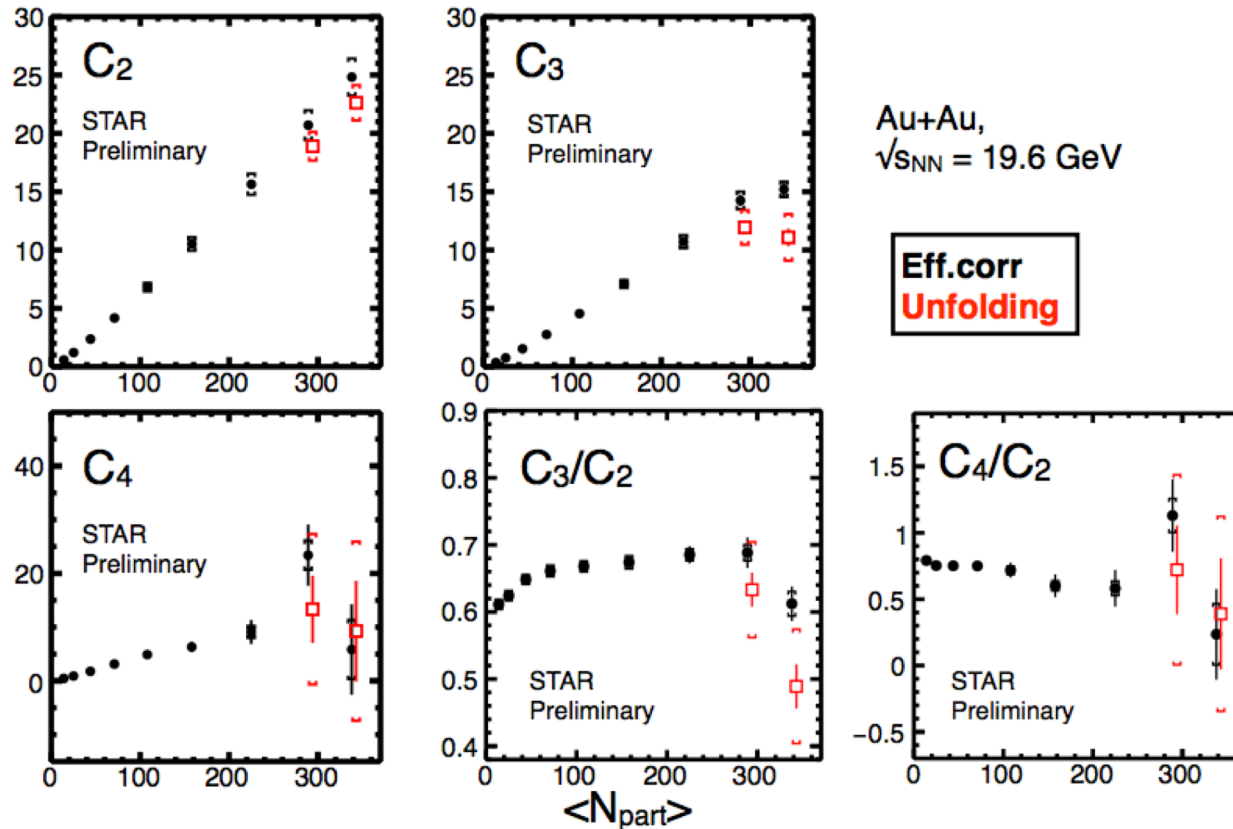 30
25
20
15
10
5
0
C2
STAR
Preliminary
0 100 200 300
30
25
20
15
10
5
0
C3
STAR
Preliminary
0 100 200 300
Au+Au,
√sNN = 19.6 GeV
Eff.corr
Unfolding
40
20
0
C4
STAR
Preliminary
0 100 200 300
0.9
0.8
0.7
0.6
0.5
0.4
C3/C2
STAR
Preliminary
0 100 200 300
1.5
1
0.5
0
−0.5
C4/C2
STAR
Preliminary
0 100 200 300
<Npart>